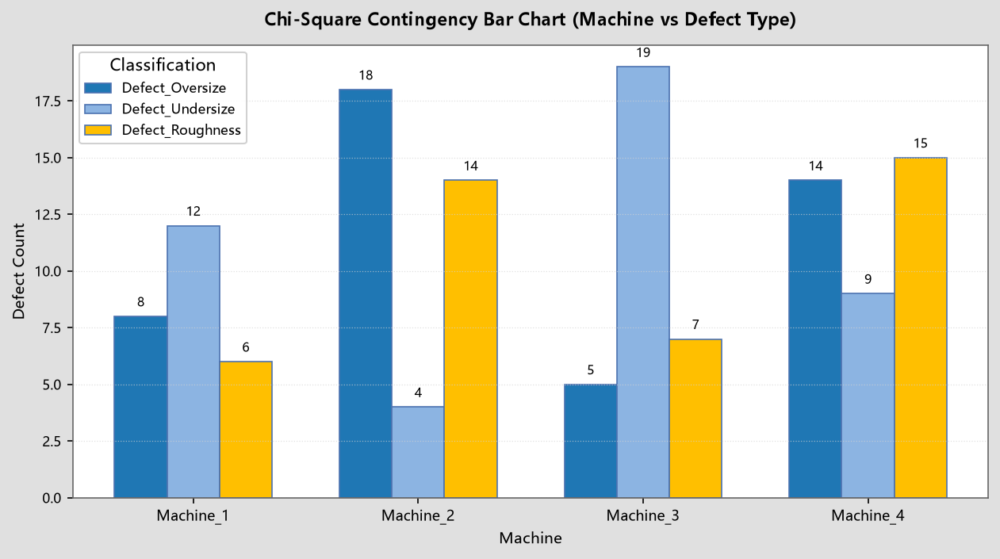 Chi-Square Contingency Bar Chart (Machine vs Defect Type)
Classification
Defect_Oversize
Defect_Undersize
Defect_Roughness
Defect Count
17.5
15.0
12.5
10.0
7.5
5.0
2.5
0.0
8
12
6
18
4
14
5
19
7
14
9
15
Machine_1
Machine_2
Machine_3
Machine_4
Machine